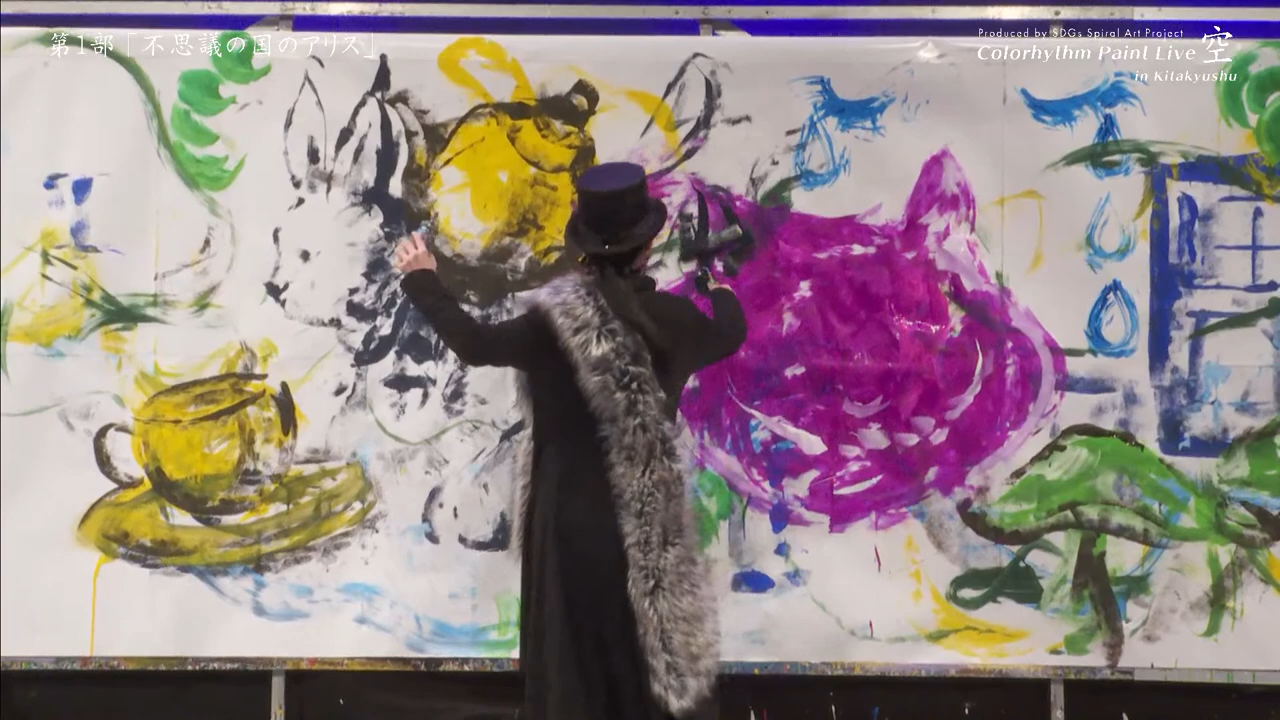 第1部「不思議の国のアリス」
Produced by SDGs Spiral Art Project
Colorhythm Paint Live 空
in Kitakyushu